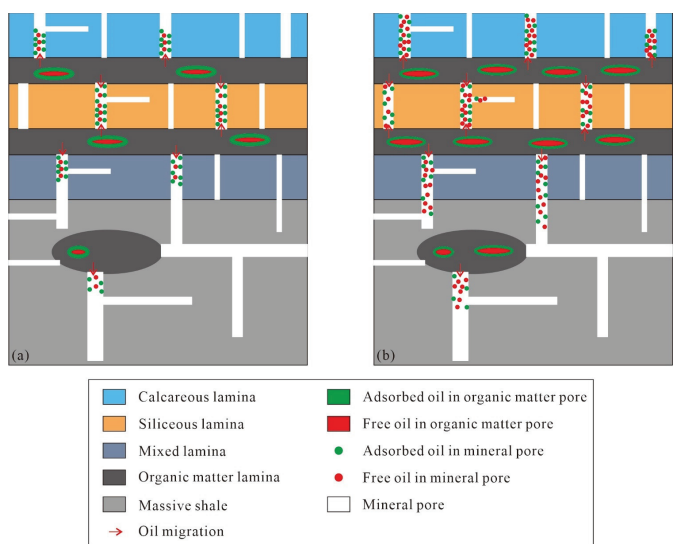 (a)
(b)
Calcareous lamina
Siliceous lamina
Mixed lamina
Organic matter lamina
Massive shale
Oil migration
Adsorbed oil in organic matter pore
Free oil in organic matter pore
Adsorbed oil in mineral pore
Free oil in mineral pore
Mineral pore